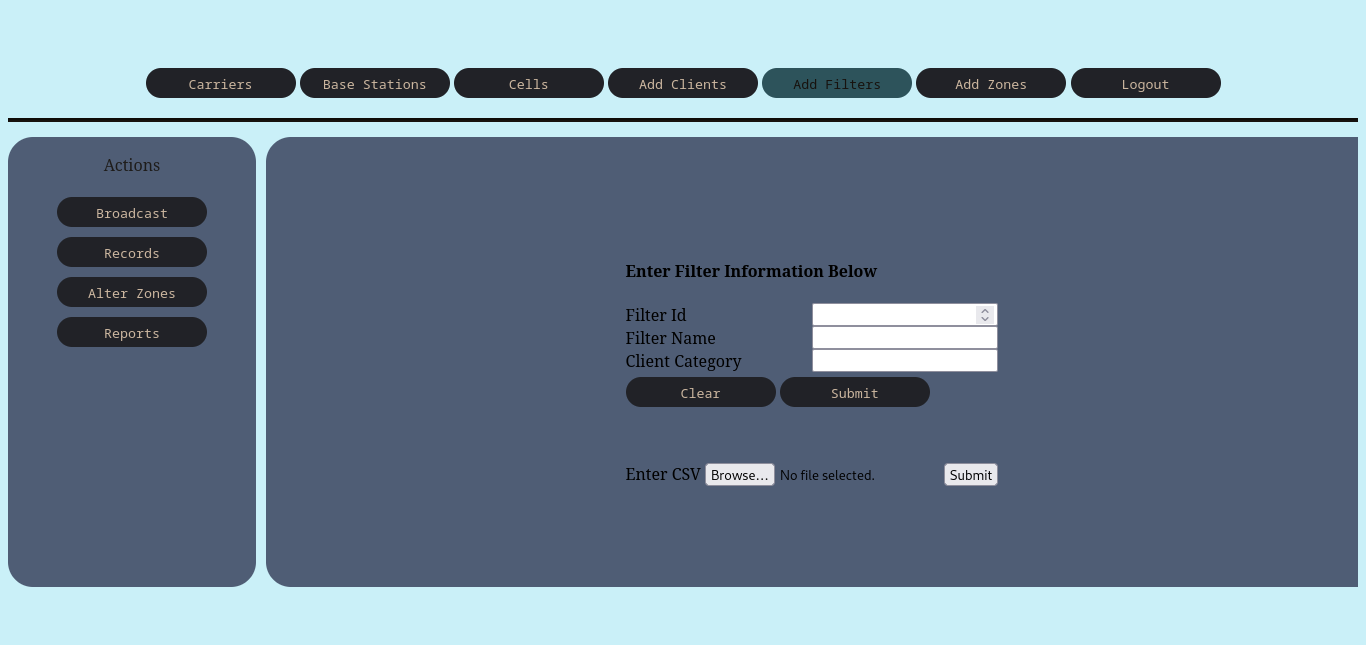 Carriers Base Stations Cells Add Clients Add Filters Add Zones Logout
Actions
Broadcast
Records
Alter Zones
Reports
Enter Filter Information Below
Filter Id
Filter Name
Client Category
Clear Submit
Enter CSV Browse... No file selected. Submit